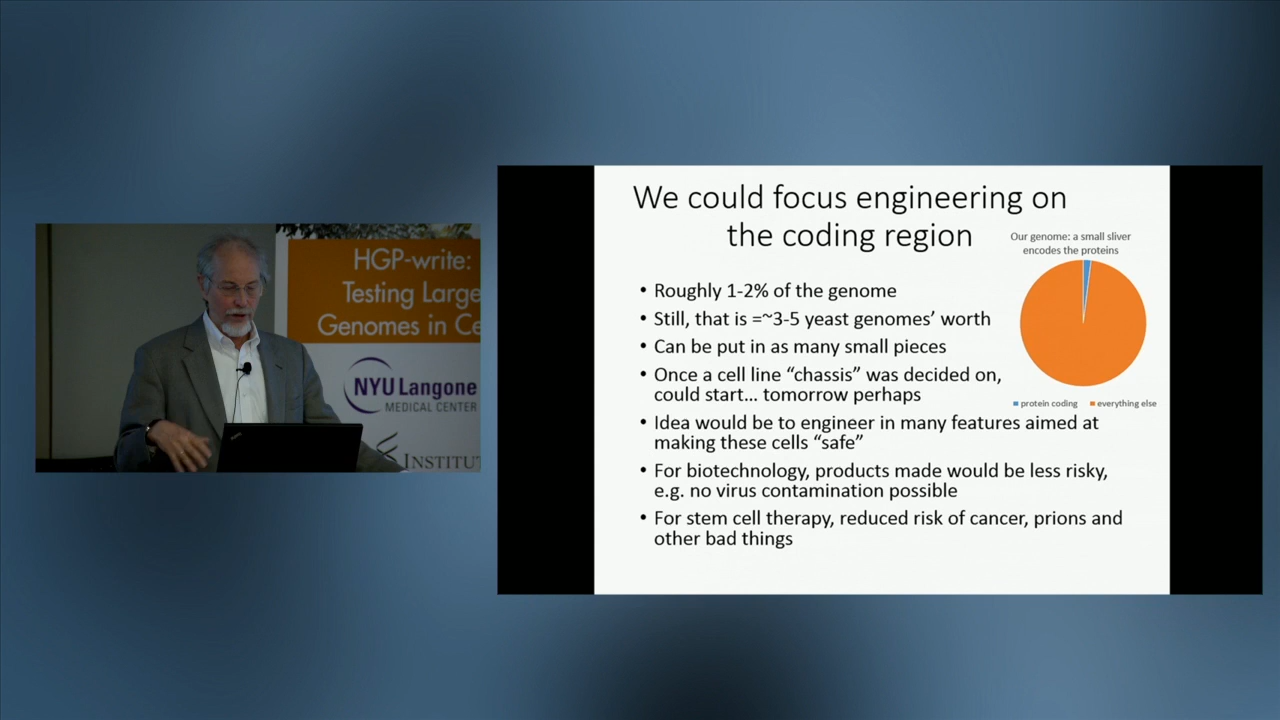 HGP-write:
Testing Large
Genomes in
NYU Langone
MEDICAL CENTER
We could focus engineering on
the coding region
Our genome: a small sliver
encodes the proteins
• Roughly 1-2% of the genome
• Still, that is =~3-5 yeast genomes’ worth
• Can be put in as many small pieces
• Once a cell line “chassis” was decided on,
could start… tomorrow perhaps
protein coding
everything else
• Idea would be to engineer in many features aimed at
making these cells “safe”
• For biotechnology, products made would be less risky,
e.g. no virus contamination possible
• For stem cell therapy, reduced risk of cancer, prions and
other bad things